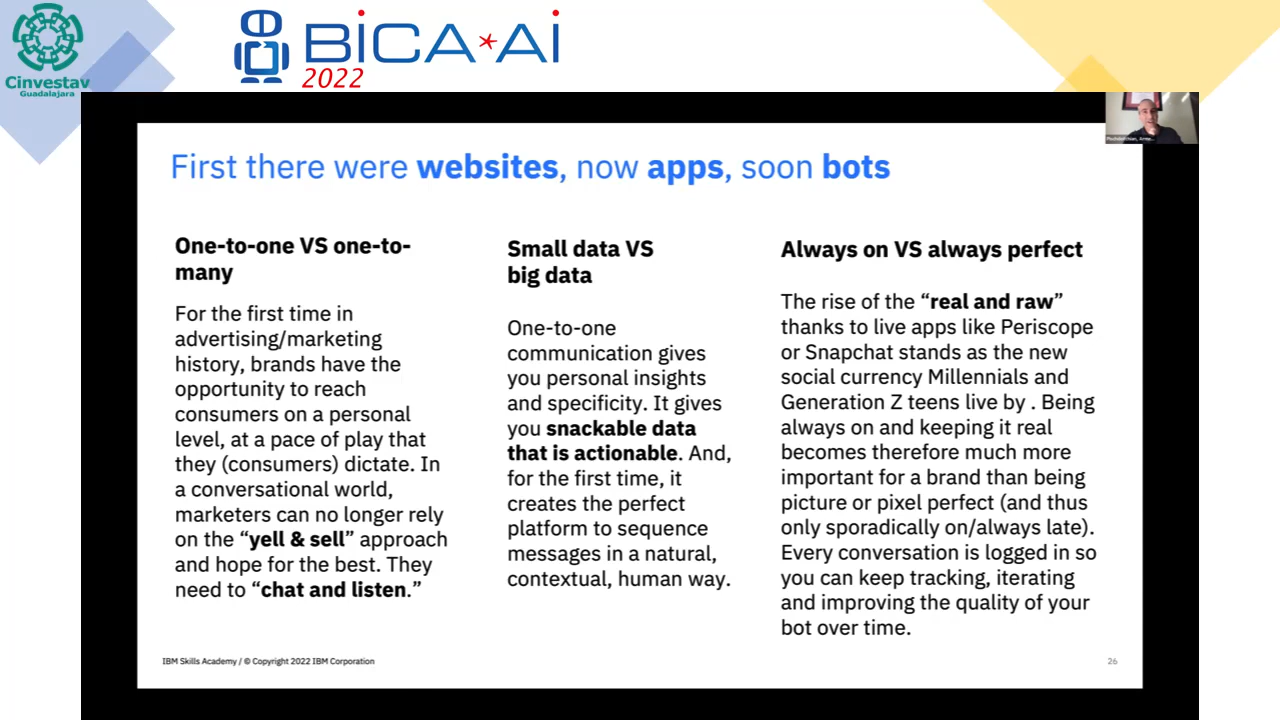 Cinvestav
Guadalajara
BiCA*Ai
2022
First there were websites, now apps, soon bots
One-to-one VS one-to-
many
For the first time in
advertising/marketing
history, brands have the
opportunity to reach
consumers on a personal
level, at a pace of play that
they (consumers) dictate. In
a conversational world,
marketers can no longer rely
on the “yell & sell” approach
and hope for the best. They
need to “chat and listen.”
Small data VS
big data
One-to-one
communication gives
you personal insights
and specificity. It gives
you snackable data
that is actionable. And,
for the first time, it
creates the perfect
platform to sequence
messages in a natural,
contextual, human way.
Always on VS always perfect
The rise of the “real and raw”
thanks to live apps like Periscope
or Snapchat stands as the new
social currency Millennials and
Generation Z teens live by . Being
always on and keeping it real
becomes therefore much more
important for a brand than being
picture or pixel perfect (and thus
only sporadically on/always late).
Every conversation is logged in so
you can keep tracking, iterating
and improving the quality of your
bot over time.
IBM Skills Academy / © Copyright 2022 IBM Corporation
26